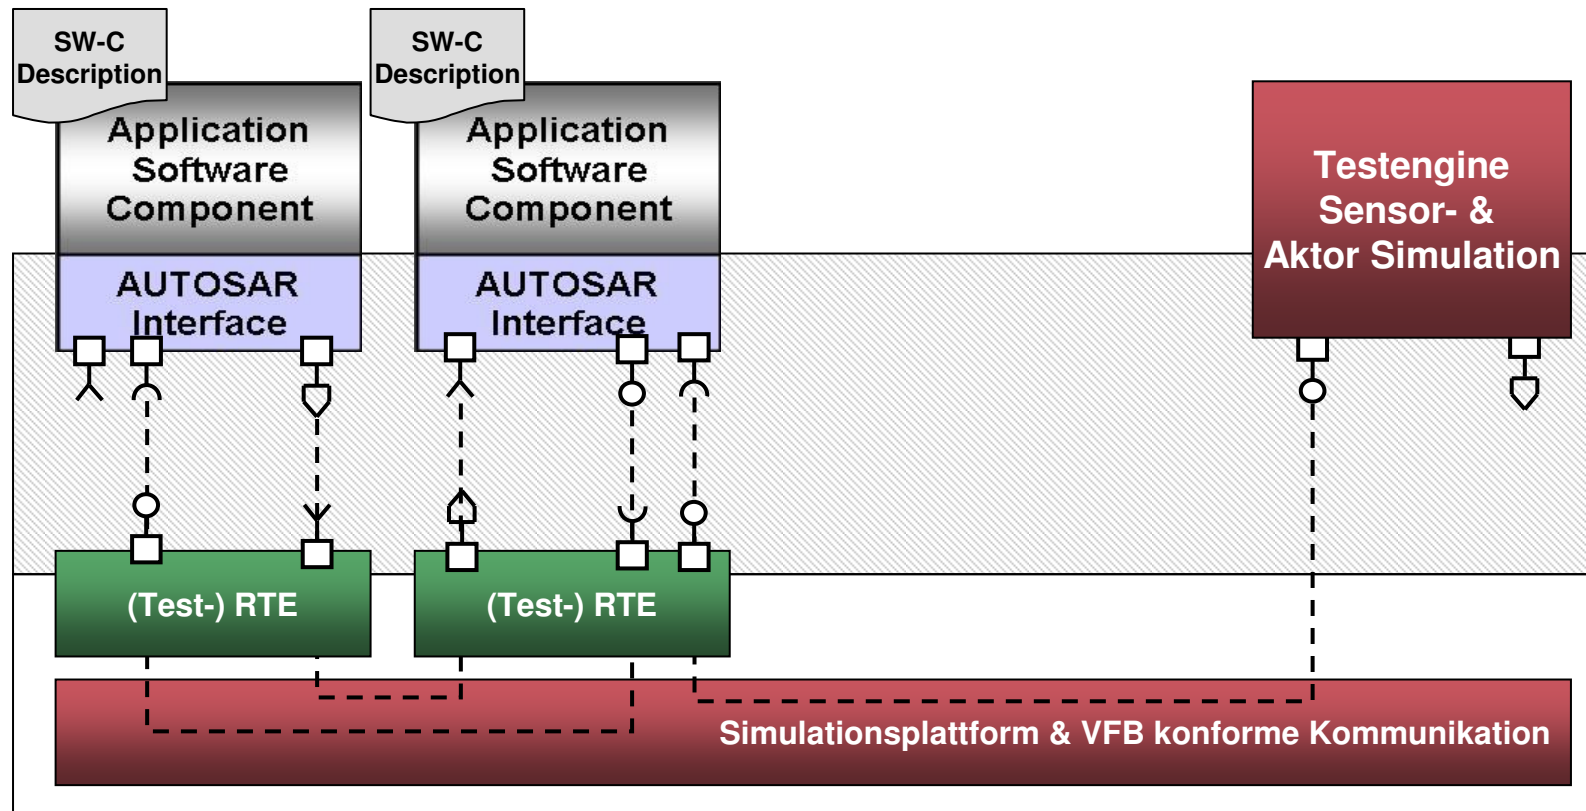 SW-C
Description
Application
Software
Component
AUTOSAR
Interface
SW-C
Description
Application
Software
Component
AUTOSAR
Interface
Testengine
Sensor- &
Aktor Simulation
(Test-) RTE
(Test-) RTE
Simulationsplattform & VFB konforme Kommunikation